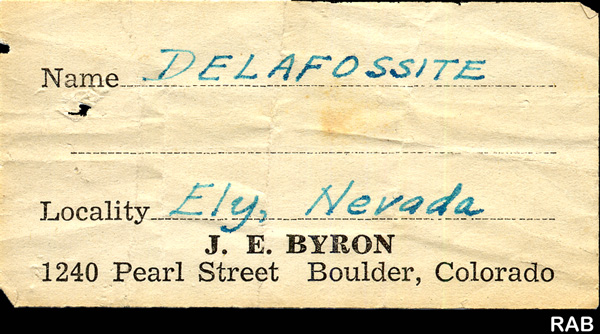 Name DELAFOSSITE
Locality Ely, Nevada
J. E. BYRON
1240 Pearl Street Boulder, Colorado
RAB